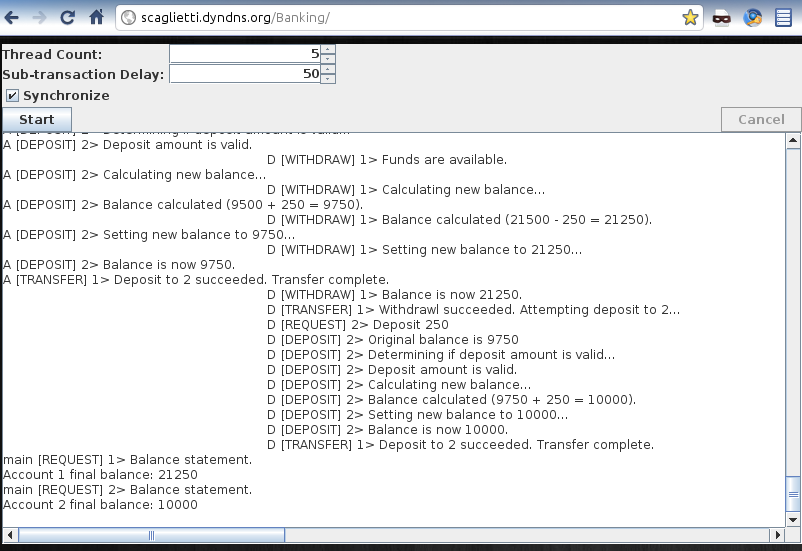 scaglietti.dyndns.org/Banking/
Thread Count: 5
Sub-transaction Delay: 50
Synchronize
Start Cancel
A [DEPOSIT] 2> Determining if deposit amount is valid...
A [DEPOSIT] 2> Deposit amount is valid.
D [WITHDRAW] 1> Funds are available.
A [DEPOSIT] 2> Calculating new balance...
D [WITHDRAW] 1> Calculating new balance...
A [DEPOSIT] 2> Balance calculated (9500 + 250 = 9750).
D [WITHDRAW] 1> Balance calculated (21500 - 250 = 21250).
A [DEPOSIT] 2> Setting new balance to 9750...
D [WITHDRAW] 1> Setting new balance to 21250...
A [DEPOSIT] 2> Balance is now 9750.
A [TRANSFER] 1> Deposit to 2 succeeded. Transfer complete.
D [WITHDRAW] 1> Balance is now 21250.
D [TRANSFER] 1> Withdrawl succeeded. Attempting deposit to 2...
D [REQUEST] 2> Deposit 250
D [DEPOSIT] 2> Original balance is 9750
D [DEPOSIT] 2> Determining if deposit amount is valid...
D [DEPOSIT] 2> Deposit amount is valid.
D [DEPOSIT] 2> Calculating new balance...
D [DEPOSIT] 2> Balance calculated (9750 + 250 = 10000).
D [DEPOSIT] 2> Setting new balance to 10000...
D [DEPOSIT] 2> Balance is now 10000.
D [TRANSFER] 1> Deposit to 2 succeeded. Transfer complete.
main [REQUEST] 1> Balance statement.
Account 1 final balance: 21250
main [REQUEST] 2> Balance statement.
Account 2 final balance: 10000